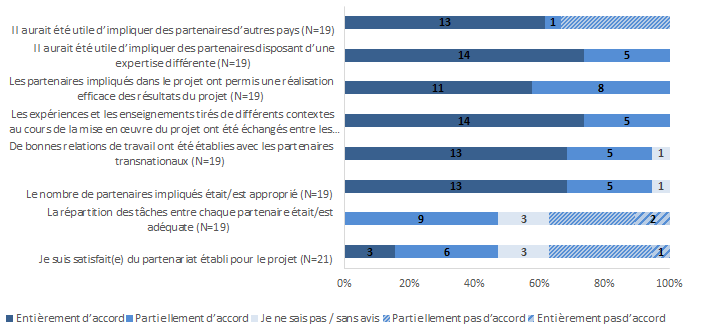 Il aurait été utile d'impliquer des partenaires d'autres pays (N=19)
13 1
Il aurait été utile d'impliquer des partenaires disposant d'une
expertise différente (N=19)
14 5
Les partenaires impliqués dans le projet ont permis une réalisation
efficace des résultats du projet (N=19)
11 8
Les expériences et les enseignements tirés de différents contextes
au cours de la mise en œuvre du projet ont été échangés entre les...
14 5
De bonnes relations de travail ont été établies avec les partenaires
transnationaux (N=19)
13 5 1
Le nombre de partenaires impliqués était/est approprié (N=19)
13 5 1
La répartition des tâches entre chaque partenaire était/est
adéquate (N=19)
9 3 2
Je suis satisfait(e) du partenariat établi pour le projet (N=21)
3 6 3 1
0% 20% 40% 60% 80% 100%
Entièrement d'accord Partiellement d'accord Je ne sais pas / sans avis Partiellement pas d'accord Entièrement pas d'accord